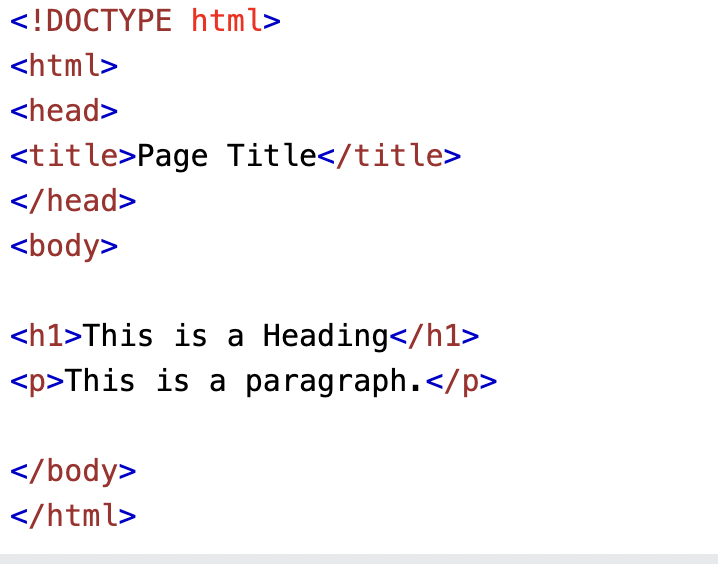 <!DOCTYPE html>
<html>
<head>
<title>Page Title</title>
</head>
<body>

<h1>This is a Heading</h1>
<p>This is a paragraph.</p>

</body>
</html>